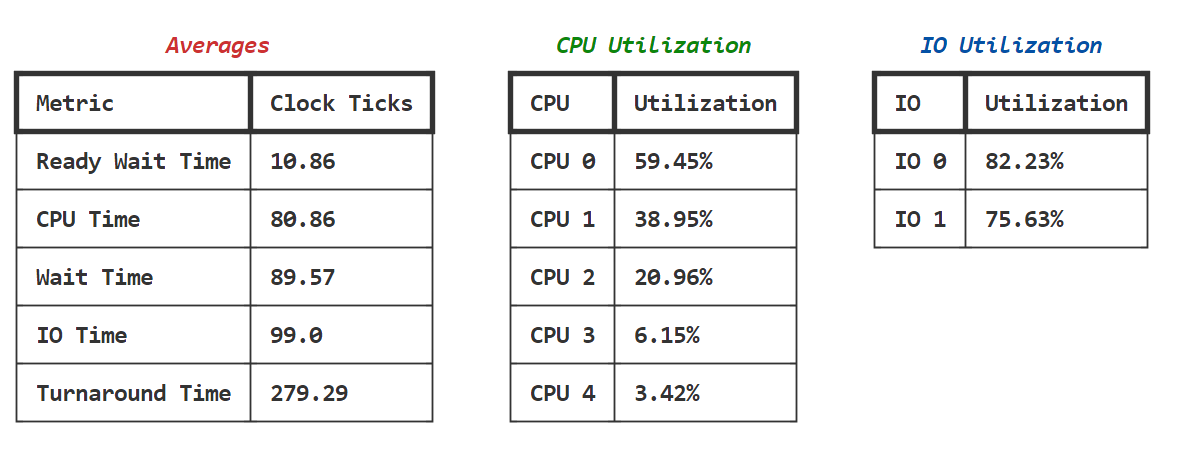 Averages
Metric Clock Ticks
Ready Wait Time 10.86
CPU Time 80.86
Wait Time 89.57
IO Time 99.0
Turnaround Time 279.29
CPU Utilization
CPU Utilization
CPU 0 59.45%
CPU 1 38.95%
CPU 2 20.96%
CPU 3 6.15%
CPU 4 3.42%
IO Utilization
IO Utilization
IO 0 82.23%
IO 1 75.63%